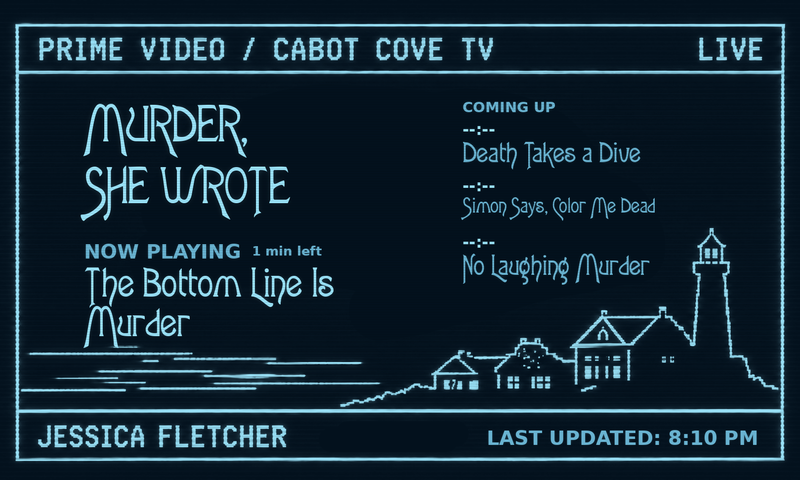 PRIME VIDEO / CABOT COVE TV
LIVE
MURDER,
SHE WROTE
NOW PLAYING 1 min left
The Bottom Line Is
Murder
COMING UP
--:--
Death Takes a Dive
--:--
Simon Says, Color Me Dead
--:--
No Laughing Murder
JESSICA FLETCHER
LAST UPDATED: 8:10 PM